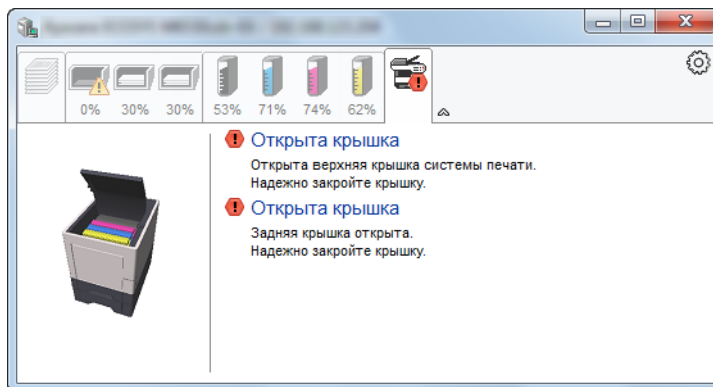 0% 30% 30% 53% 71% 74% 62%
Открыта крышка
Открыта верхняя крышка системы печати.
Надежно закройте крышку.
Открыта крышка
Задняя крышка открыта.
Надежно закройте крышку.